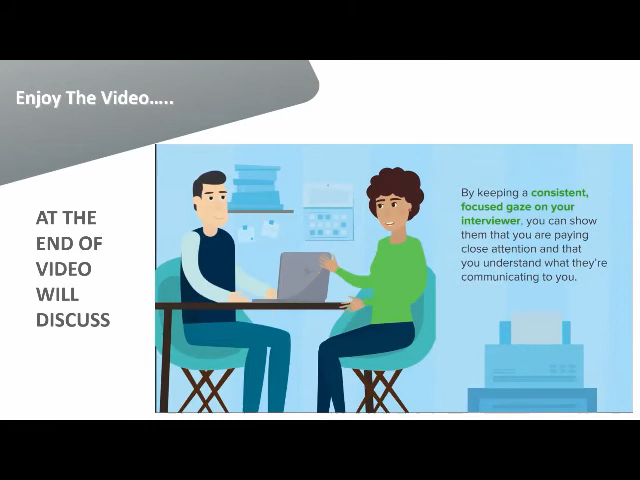 Enjoy The Video.....
AT THE
END OF
VIDEO
WILL
DISCUSS
By keeping a consistent,
focused gaze on your
interviewer, you can show
them that you are paying
close attention and that
you understand what they're
communicating to you.